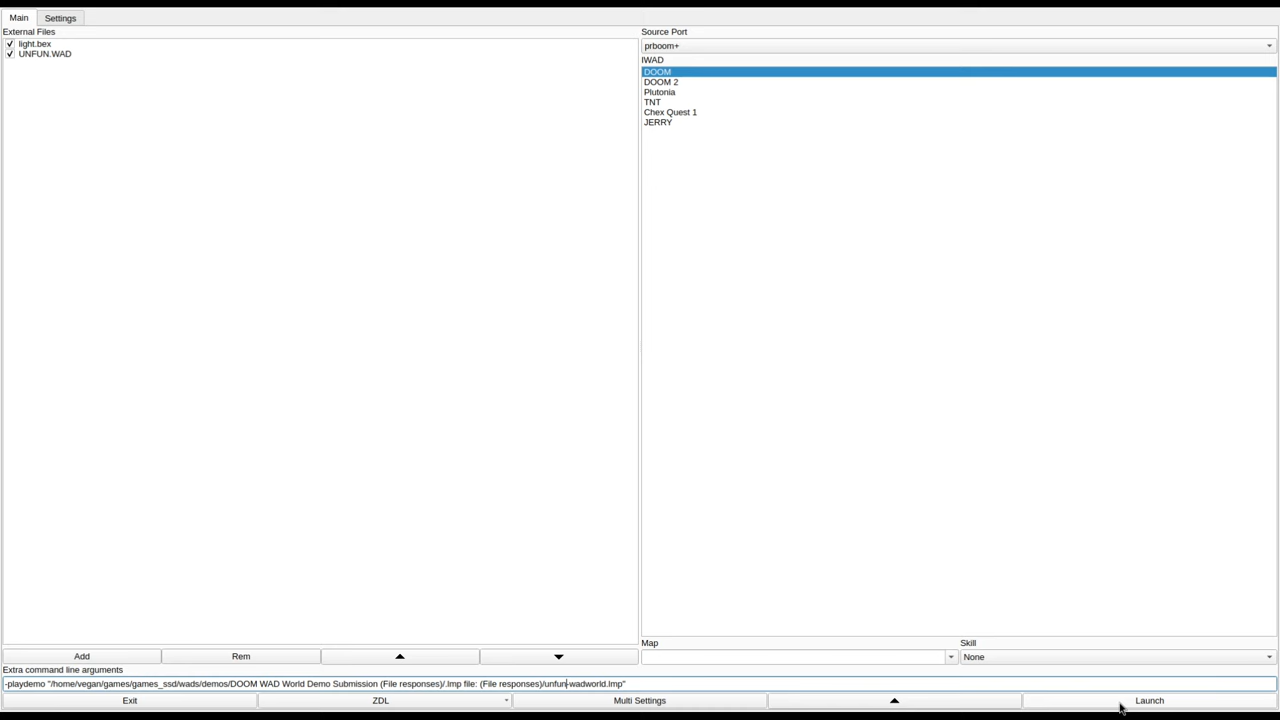 Main Settings
External Files
light.bex
UNFUN.WAD
Source Port
prboom+
IWAD
DOOM
DOOM 2
Plutonia
TNT
Chex Quest 1
JERRY
Map Skill
None
Add Rem
Extra command line arguments
-playdemo "/home/vegan/games/games_ssd/wads/demos/DOOM WAD World Demo Submission (File responses)/.lmp file: (File responses)/unfun-wadworld.lmp"
Exit ZDL Multi Settings Launch